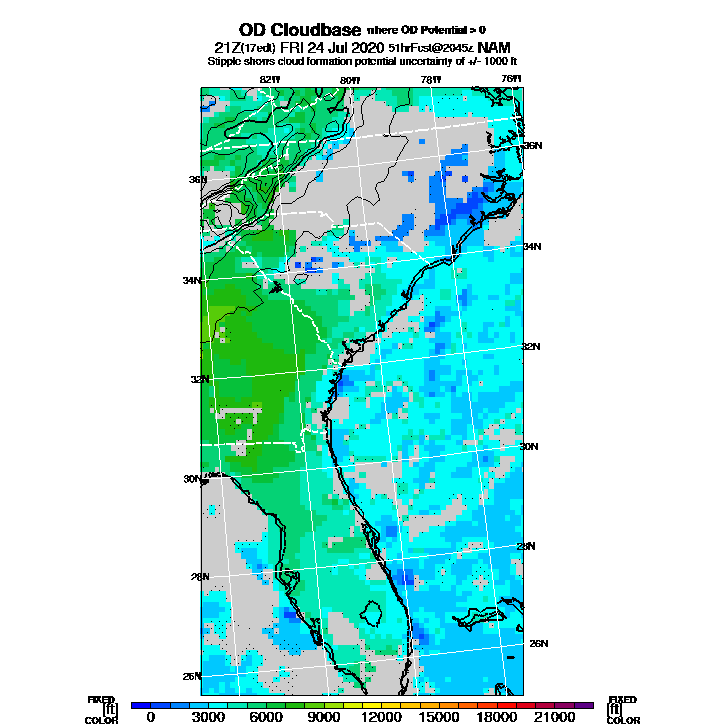 OD Cloudbase where OD Potential > 0
21Z(17edt) FRI 24 Jul 2020 51hrFcst@2045z NAM
Stipple shows cloud formation potential uncertainty of +/- 1000 ft
82W 80W 78W 76W
36N
36N
34N
34N
32N
32N
30N
30N
28N
28N
26N
26N
FIXED FIXED
[ft] [ft]
COLOR COLOR
0 3000 6000 9000 12000 15000 18000 21000